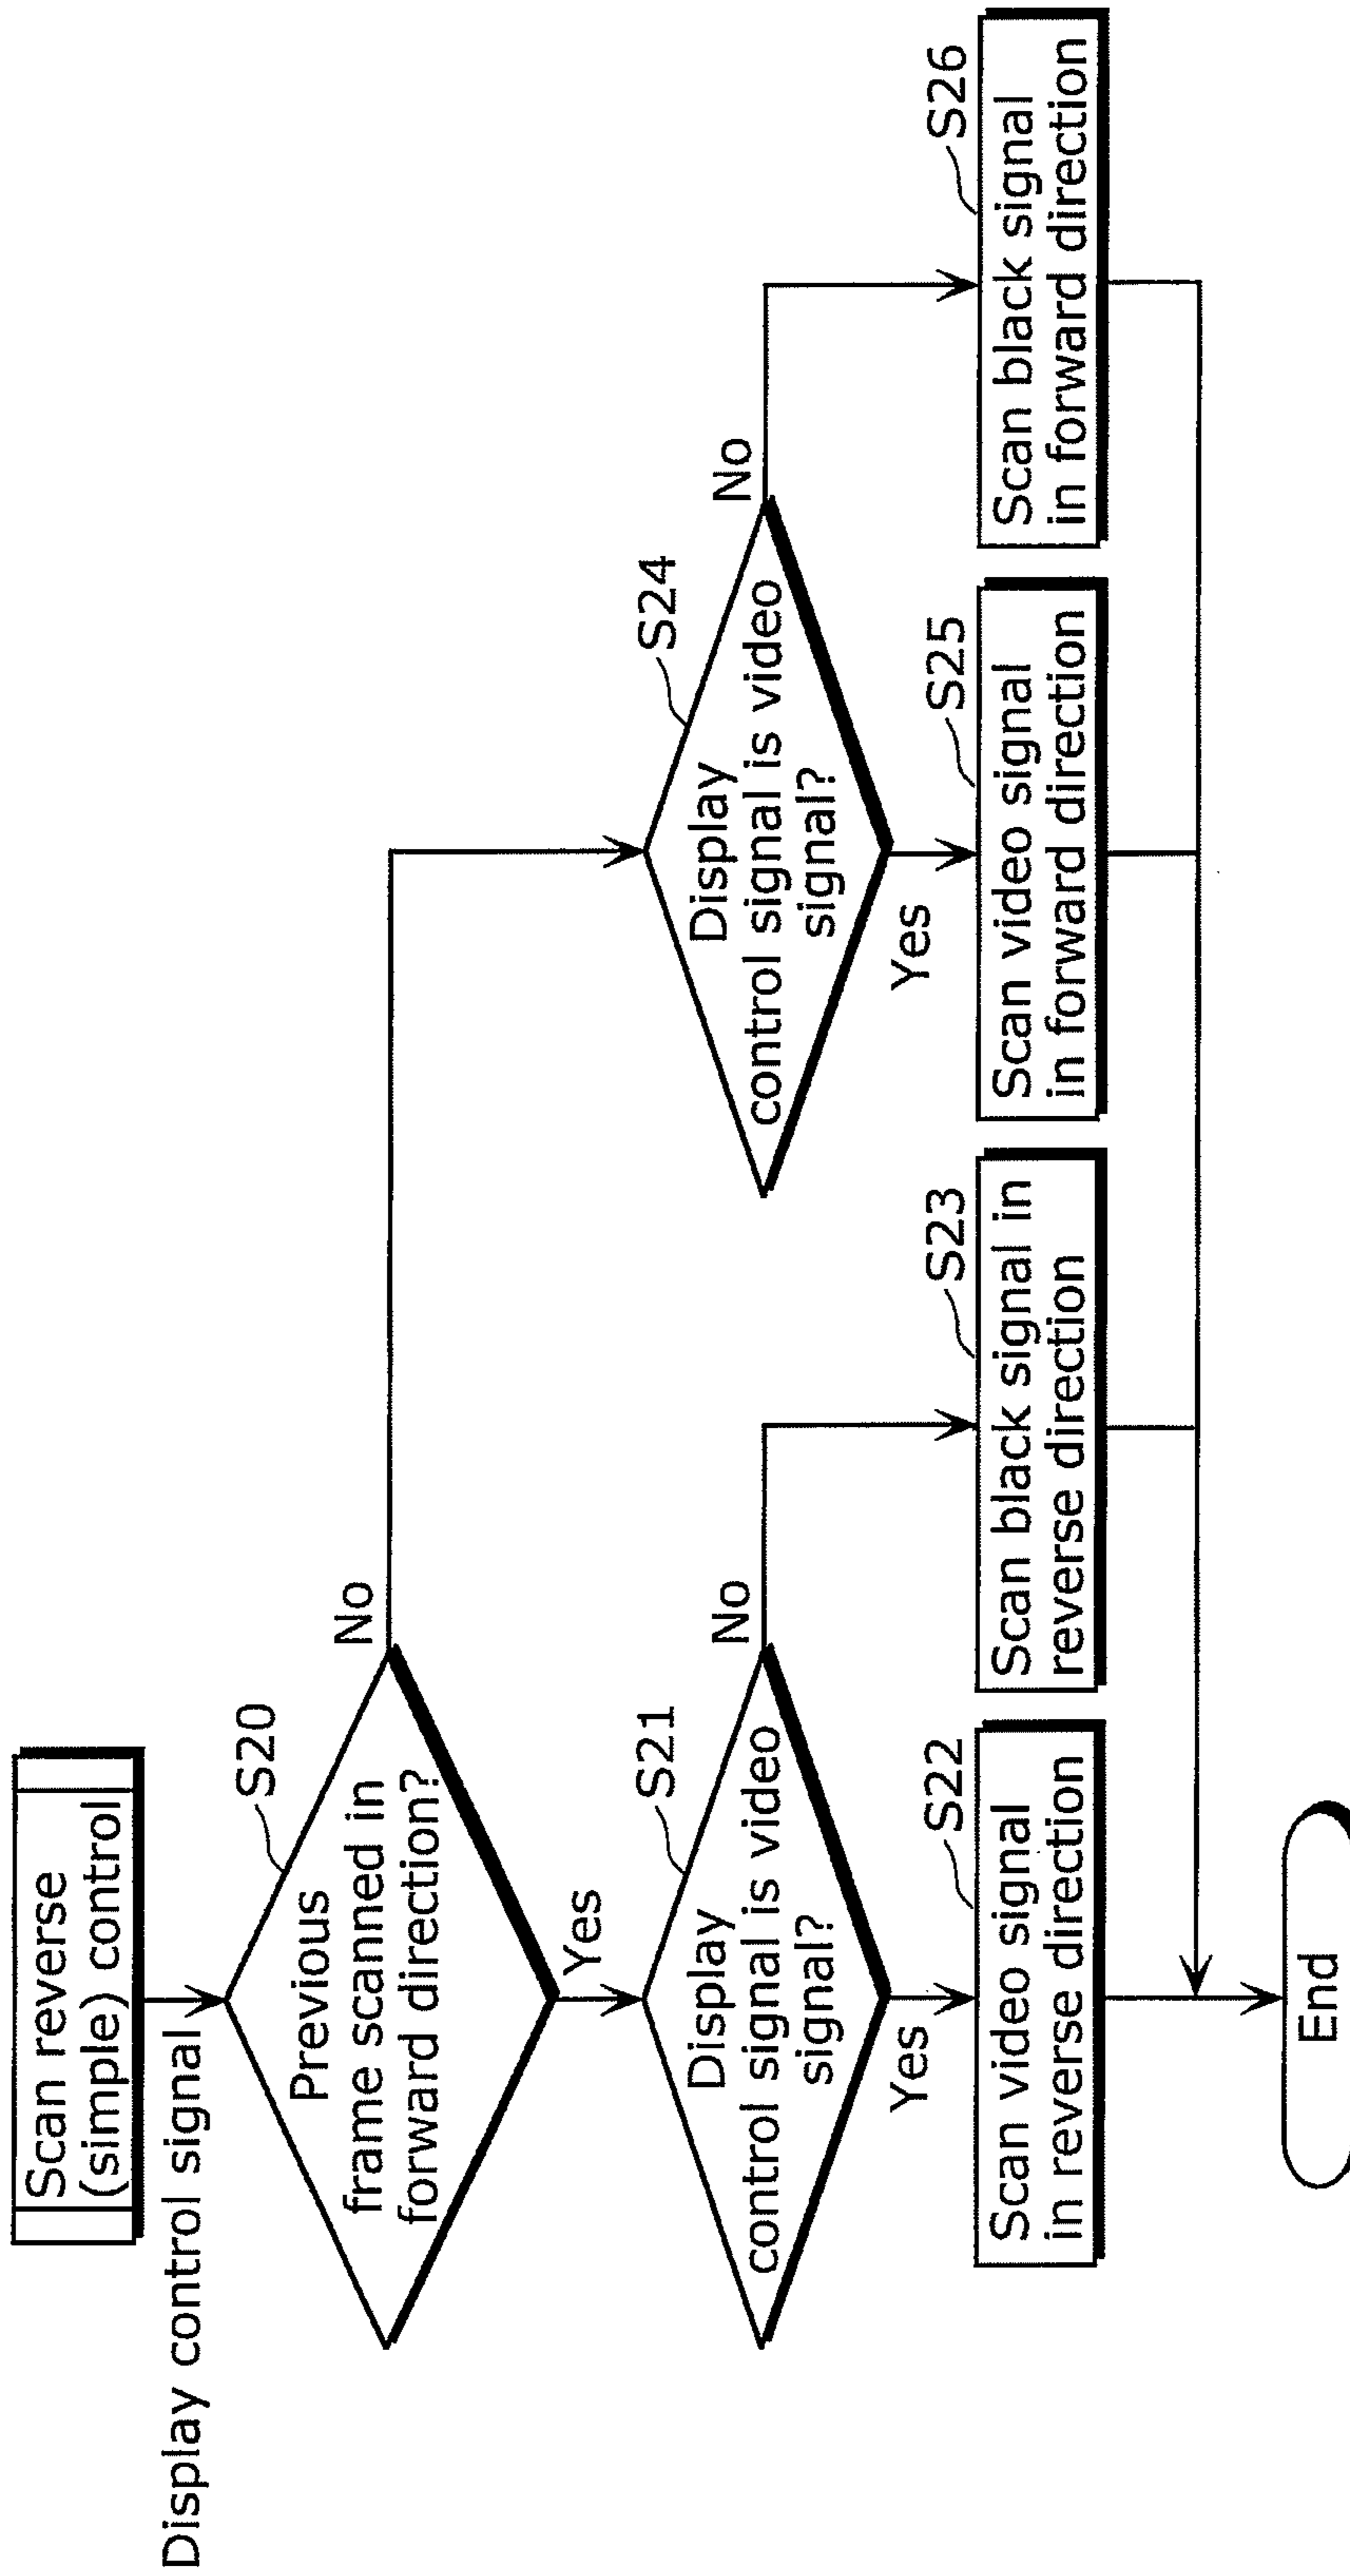 Scan reverse
(simple) control
Display control signal
S20
Previous
frame scanned in
forward direction?
No
Yes
S21
Display
control signal is video
signal?
No
Yes
S24
Display
control signal is video
signal?
No
Yes
S22
Scan video signal
in reverse direction
S23
Scan black signal in
reverse direction
S25
Scan video signal
in forward direction
S26
Scan black signal
in forward direction
End